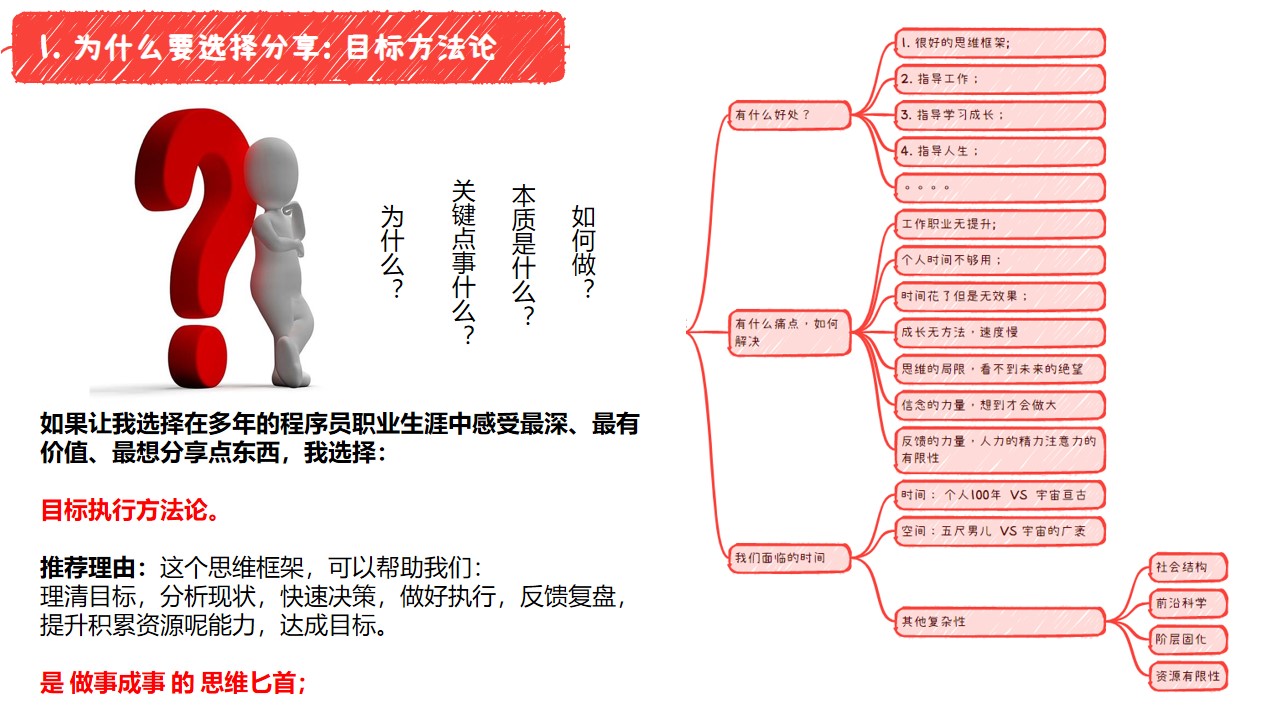 1. 为什么要选择分享: 目标方法论
为什么？
关键点事什么？
本质是什么？
如何做？
如果让我选择在多年的程序员职业生涯中感受最深、最有
价值、最想分享点东西，我选择：
目标执行方法论。
推荐理由：这个思维框架，可以帮助我们：
理清目标，分析现状，快速决策，做好执行，反馈复盘，
提升积累资源呢能力，达成目标。
是 做事成事 的 思维匕首；
有什么好处？
1. 很好的思维框架;
2. 指导工作；
3. 指导学习成长；
4. 指导人生；
。。。。
有什么痛点，如何
解决
工作职业无提升;
个人时间不够用；
时间花了但是无效果；
成长无方法，速度慢
思维的局限，看不到未来的绝望
信念的力量，想到才会做大
反馈的力量，人力的精力注意力的
有限性
我们面临的时间
时间： 个人100年 VS 宇宙亘古
空间：五尺男儿 VS 宇宙的广袤
其他复杂性
社会结构
前沿科学
阶层固化
资源有限性